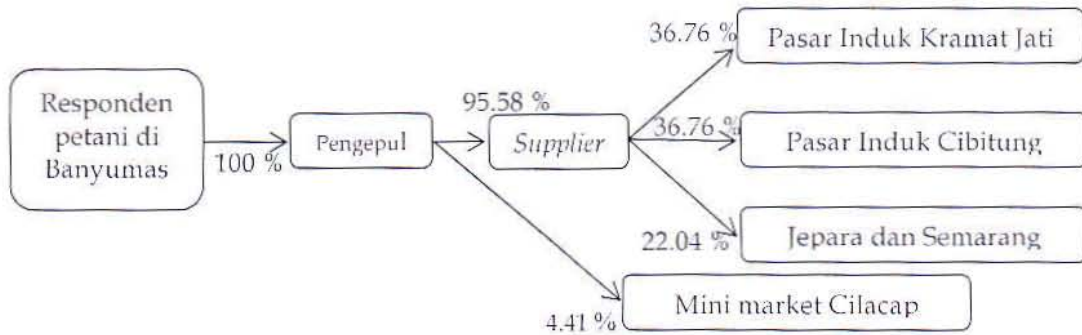 Responden
petani di
Banyumas
100 %
Pengepul
95.58 %
Supplier
36.76 %
Pasar Induk Kramat Jati
36.76 %
Pasar Induk Cibitung
22.04 %
Jepara dan Semarang
4.41 %
Mini market Cilacap